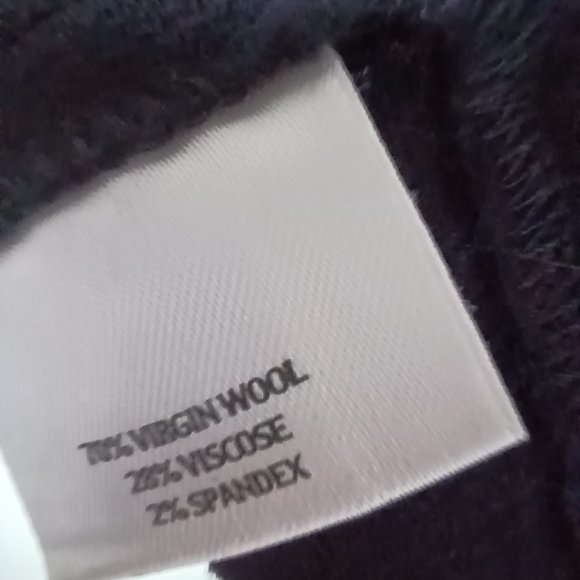 70% VIRGIN WOOL
28% VISCOSE
2% SPANDEX